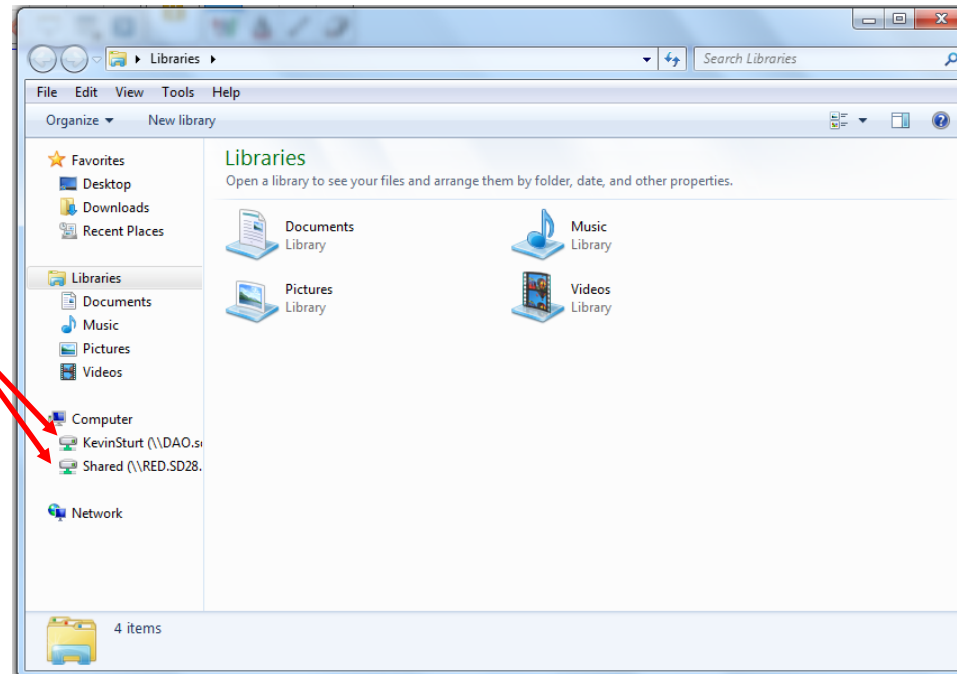 Libraries
Search Libraries
File Edit View Tools Help
Organize New library
Favorites
Desktop
Downloads
Recent Places
Libraries
Documents
Music
Pictures
Videos
Computer
KevinSturt (\\DAO.s
Shared (\\RED.SD28.
Network
Libraries
Open a library to see your files and arrange them by folder, date, and other properties.
Documents
Library
Music
Library
Pictures
Library
Videos
Library
4 items